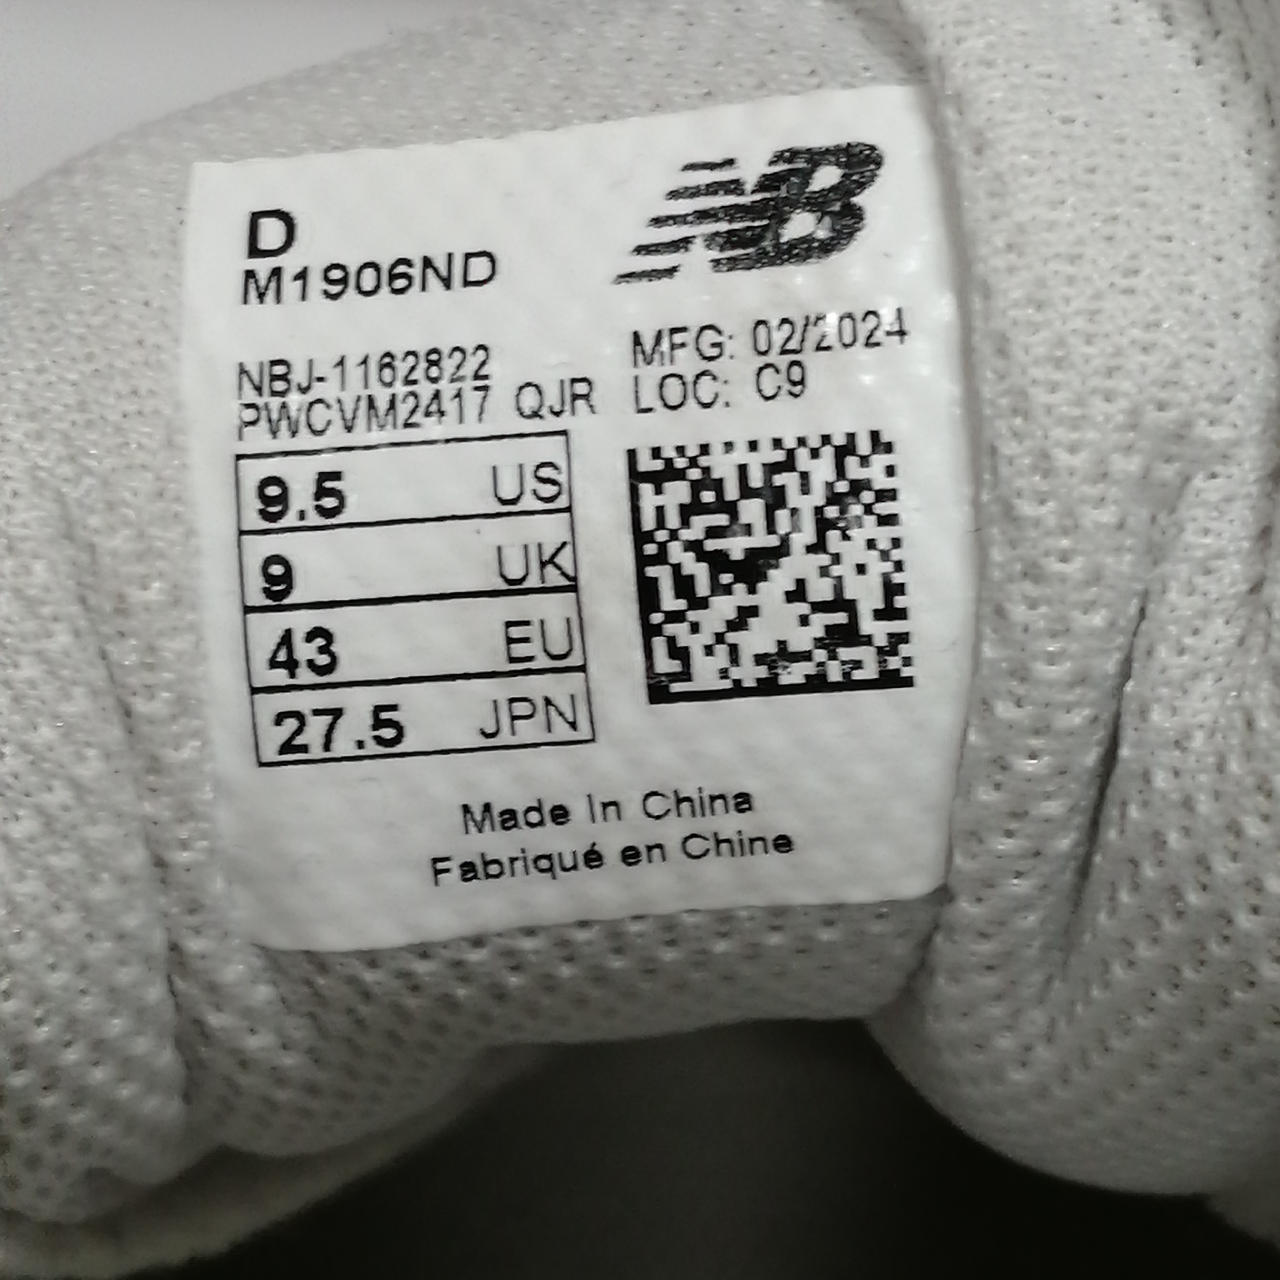 D
M1906ND
NB
NBJ-1162822
PWCVM2417 QJR
MFG: 02/2024
LOC: C9
9.5 US
9 UK
43 EU
27.5 JPN
Made In China
Fabriqué en Chine